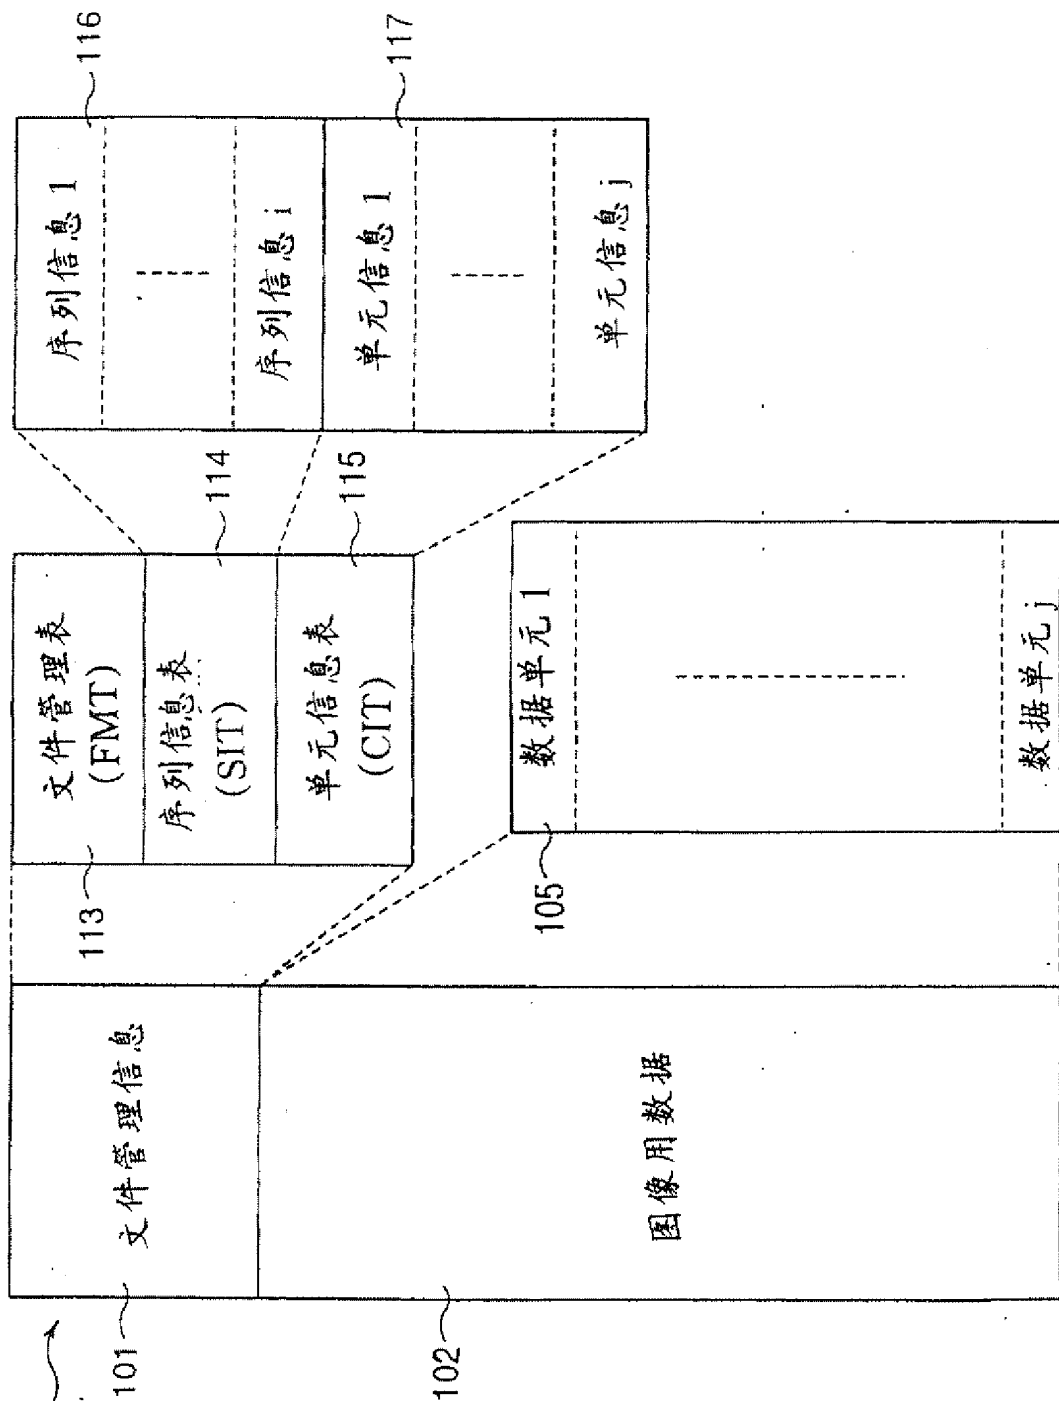 101
文件管理信息
102
图像用数据
113
文件管理表
(FMT)
序列信息表
(SIT)
114
单元信息表
(CIT)
115
105
数据单元 1
数据单元 j
序列信息 1
116
序列信息 i
单元信息 1
117
单元信息 j